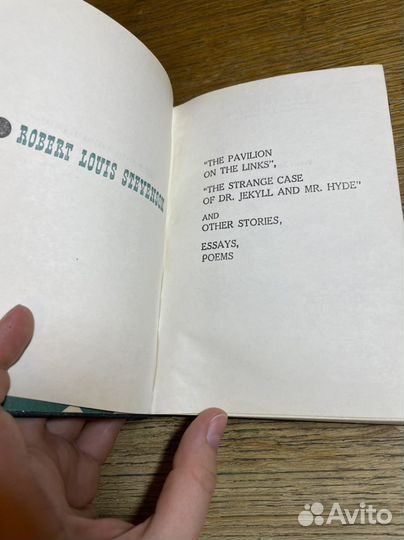 ROBERT LOUIS STEVENSON
"THE PAVILION
ON THE LINKS",
"THE STRANGE CASE
OF DR. JEKYLL AND MR. HYDE"
AND
OTHER STORIES,
ESSAYS,
POEMS
Avito